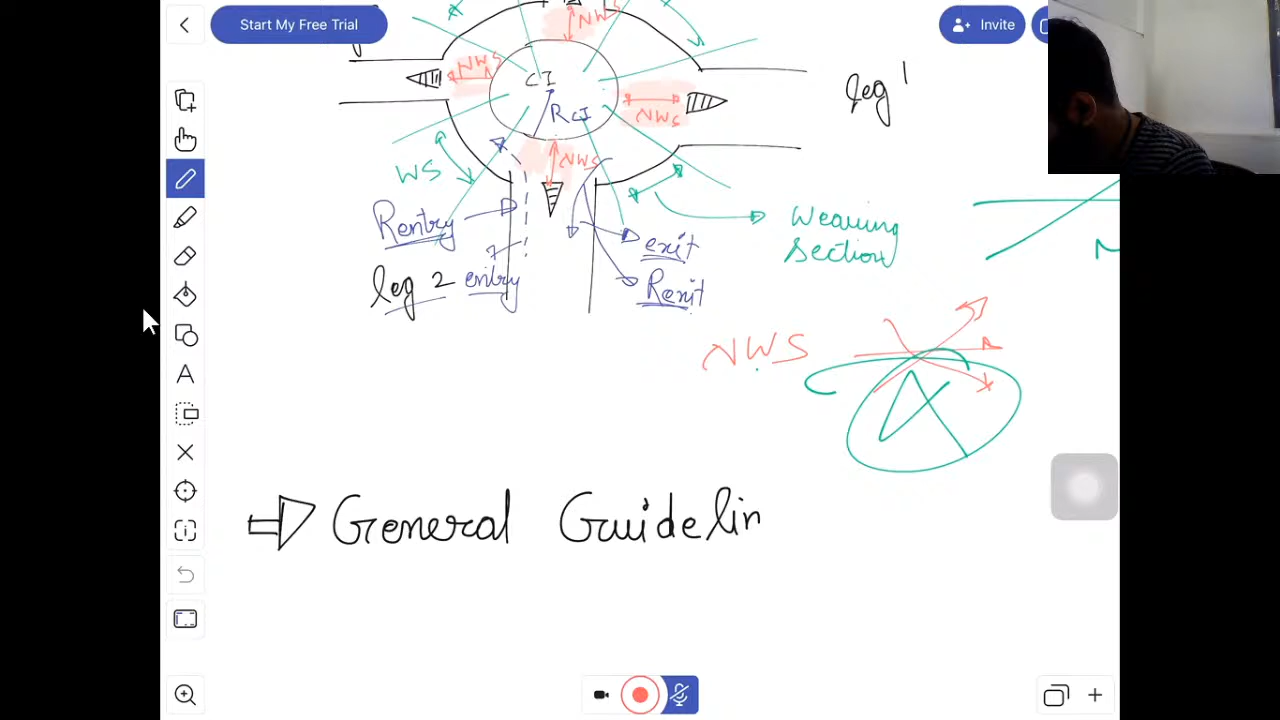 Start My Free Trial
Invite
NWS
NWS
CI
RCI
NWS
leg 1
NWS
WS
Weaving
section
Rentry
exit
leg 2 entry
Rexit
NWS
General Guidelin